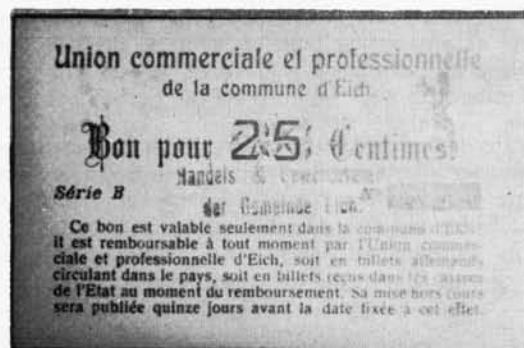 Union commerciale et professionnelle
de la commune d'Eich
Bon pour 25 Centimes
Handels &
Série B Nº
der Gemeinde Eich.
Ce bon est valable seulement dans la commune d'Eich.
Il est remboursable à tout moment par l'Union commer-
ciale et professionnelle d'Eich, soit en billets allemands
circulant dans le pays, soit en billets reçus dans les caisses
de l'Etat au moment du remboursement. Sa mise hors cours
sera publiée quinze jours avant la date fixée à cet effet.